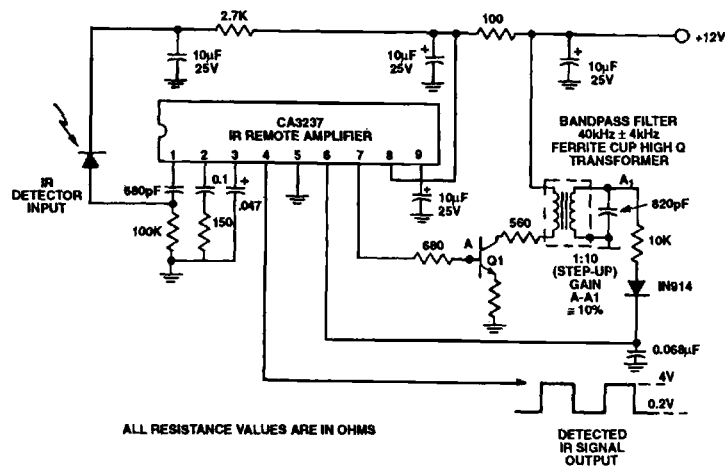 2.7K
100
+12V
10µF
25V
+
10µF
25V
+
10µF
25V
CA3237
IR REMOTE AMPLIFIER
1 2 3 4 5 6 7 8 9
BANDPASS FILTER
40kHz ± 4kHz
FERRITE CUP HIGH Q
TRANSFORMER
IR
DETECTOR
INPUT
680pF
0.1
+
.047
+
10µF
25V
100K
150
A1
820pF
560
680
A
Q1
10K
1:10
(STEP-UP)
GAIN
A-A1
≅ 10%
IN914
0.068µF
4V
0.2V
ALL RESISTANCE VALUES ARE IN OHMS
DETECTED
IR SIGNAL
OUTPUT